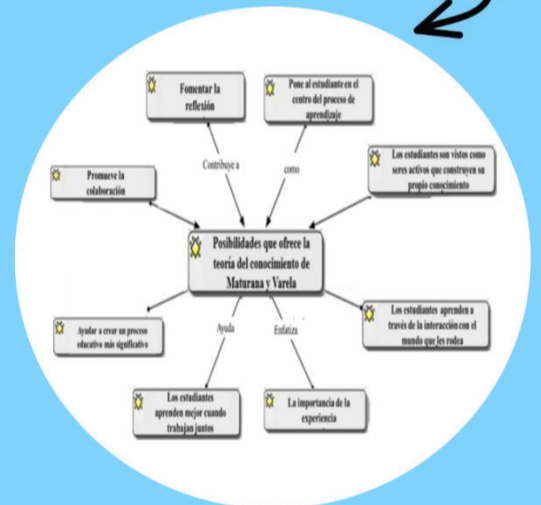 Fomentar la
reflexión
Pone al estudiante en el
centro del proceso de
aprendizaje
Contribuye a
como
Los estudiantes son vistos como
seres activos que construyen su
propio conocimiento
Promueve la
colaboración
Posibilidades que ofrece la
teoría del conocimiento de
Maturana y Varela
Ayudar a crear un proceso
educativo más significativo
Ayuda
Enfatiza
Los estudiantes aprenden a
través de la interacción con el
mundo que les rodea
Los estudiantes
aprenden mejor cuando
trabajan juntos
La importancia de la
experiencia